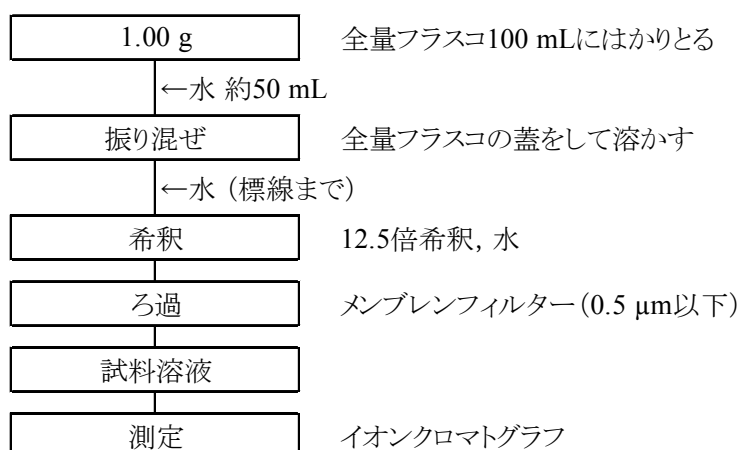 1.00 g 全量フラスコ100 mLにはかりとる
←水 約50 mL
振り混ぜ 全量フラスコの蓋をして溶かす
←水（標線まで）
希釈 12.5倍希釈, 水
ろ過 メンブレンフィルター（0.5 µm以下）
試料溶液
測定 イオンクロマトグラフ